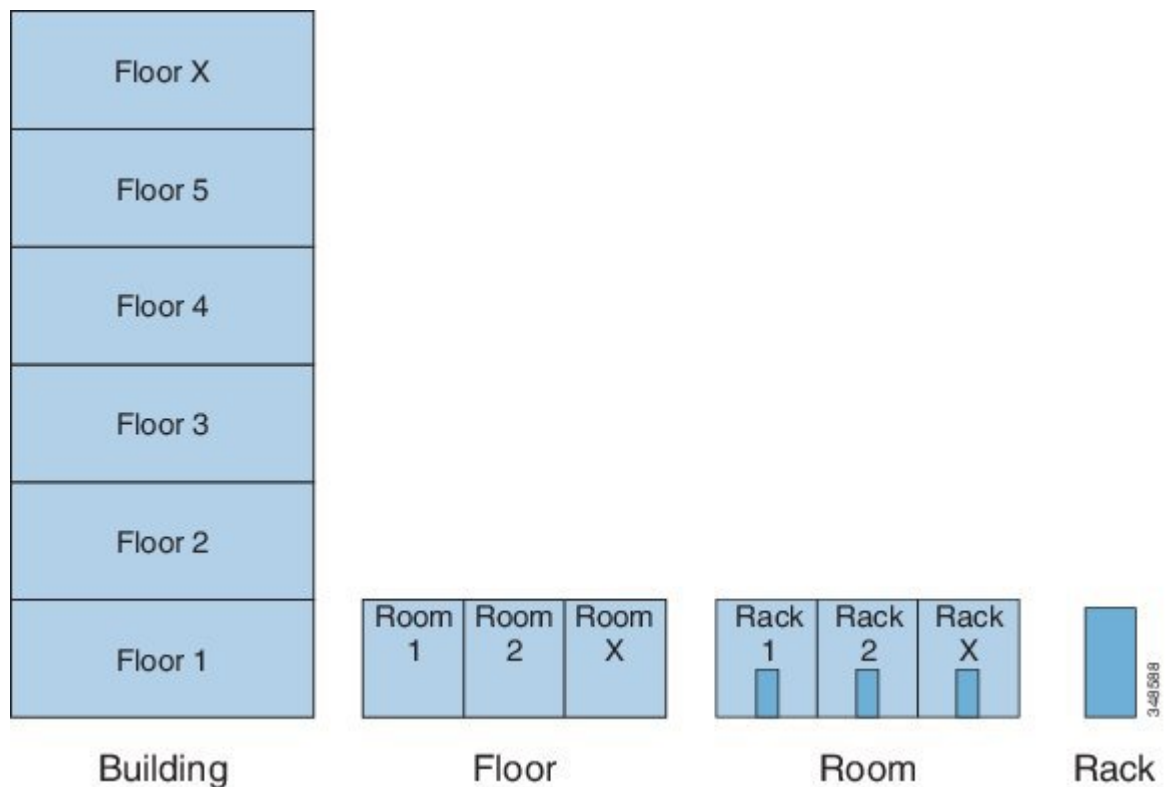 Floor X
Floor 5
Floor 4
Floor 3
Floor 2
Floor 1
Building
Room
1
Room
2
Room
X
Floor
Rack
1
Rack
2
Rack
X
Room
348588
Rack